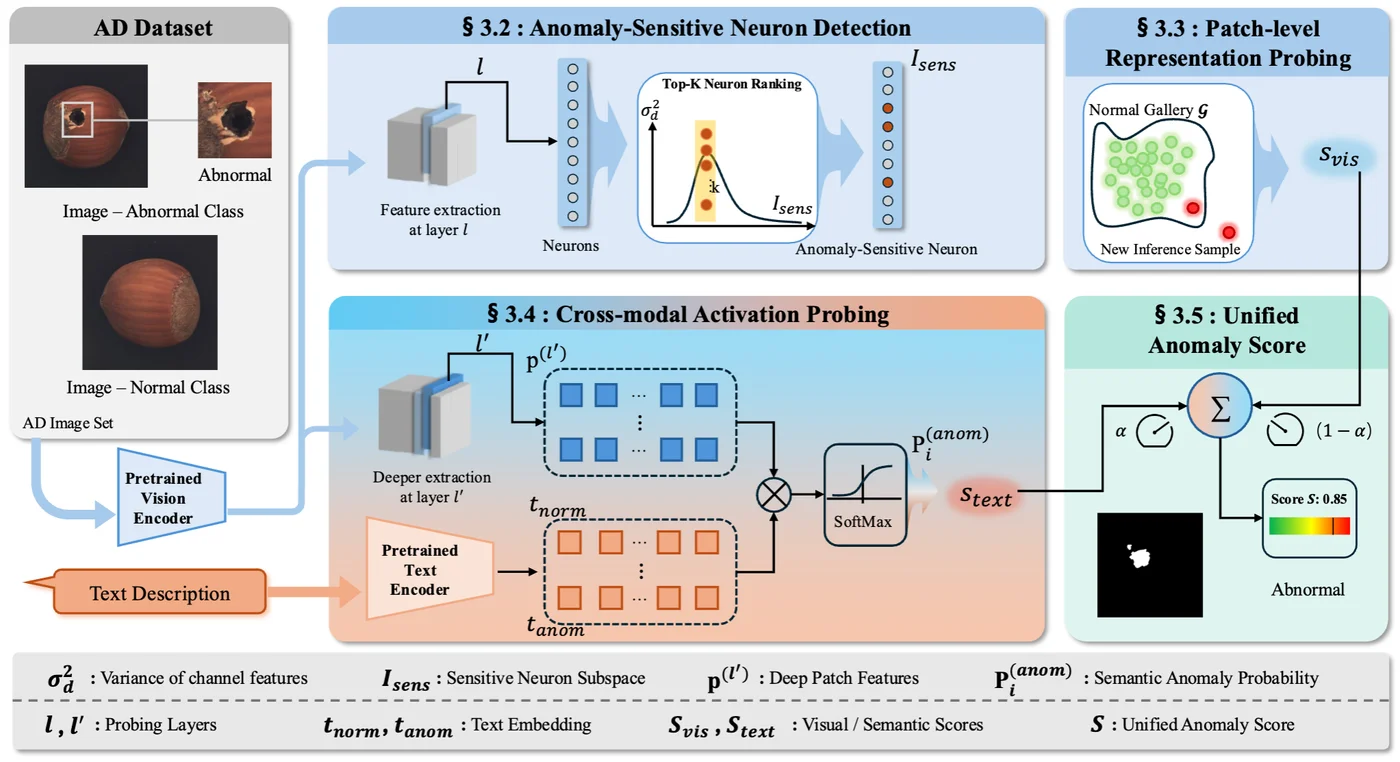 AD Dataset
Abnormal
Image – Abnormal Class
Image – Normal Class
AD Image Set
Pretrained
Vision
Encoder
Text Description
§ 3.2 : Anomaly-Sensitive Neuron Detection
l
Feature extraction
at layer l
Neurons
Top-K Neuron Ranking
σ_d^2
k
I_sens
I_sens
Anomaly-Sensitive Neuron
§ 3.3 : Patch-level
Representation Probing
Normal Gallery 𝓖
New Inference Sample
S_vis
§ 3.4 : Cross-modal Activation Probing
l′
p^(l′)
Deeper extraction
at layer l′
Pretrained
Text
Encoder
t_norm
t_anom
SoftMax
P_i^(anom)
S_text
§ 3.5 : Unified
Anomaly Score
Σ
α
(1 − α)
Score S: 0.85
Abnormal
σ_d^2 : Variance of channel features
I_sens : Sensitive Neuron Subspace
p^(l′) : Deep Patch Features
P_i^(anom) : Semantic Anomaly Probability
l , l′ : Probing Layers
t_norm, t_anom : Text Embedding
S_vis , S_text : Visual / Semantic Scores
S : Unified Anomaly Score